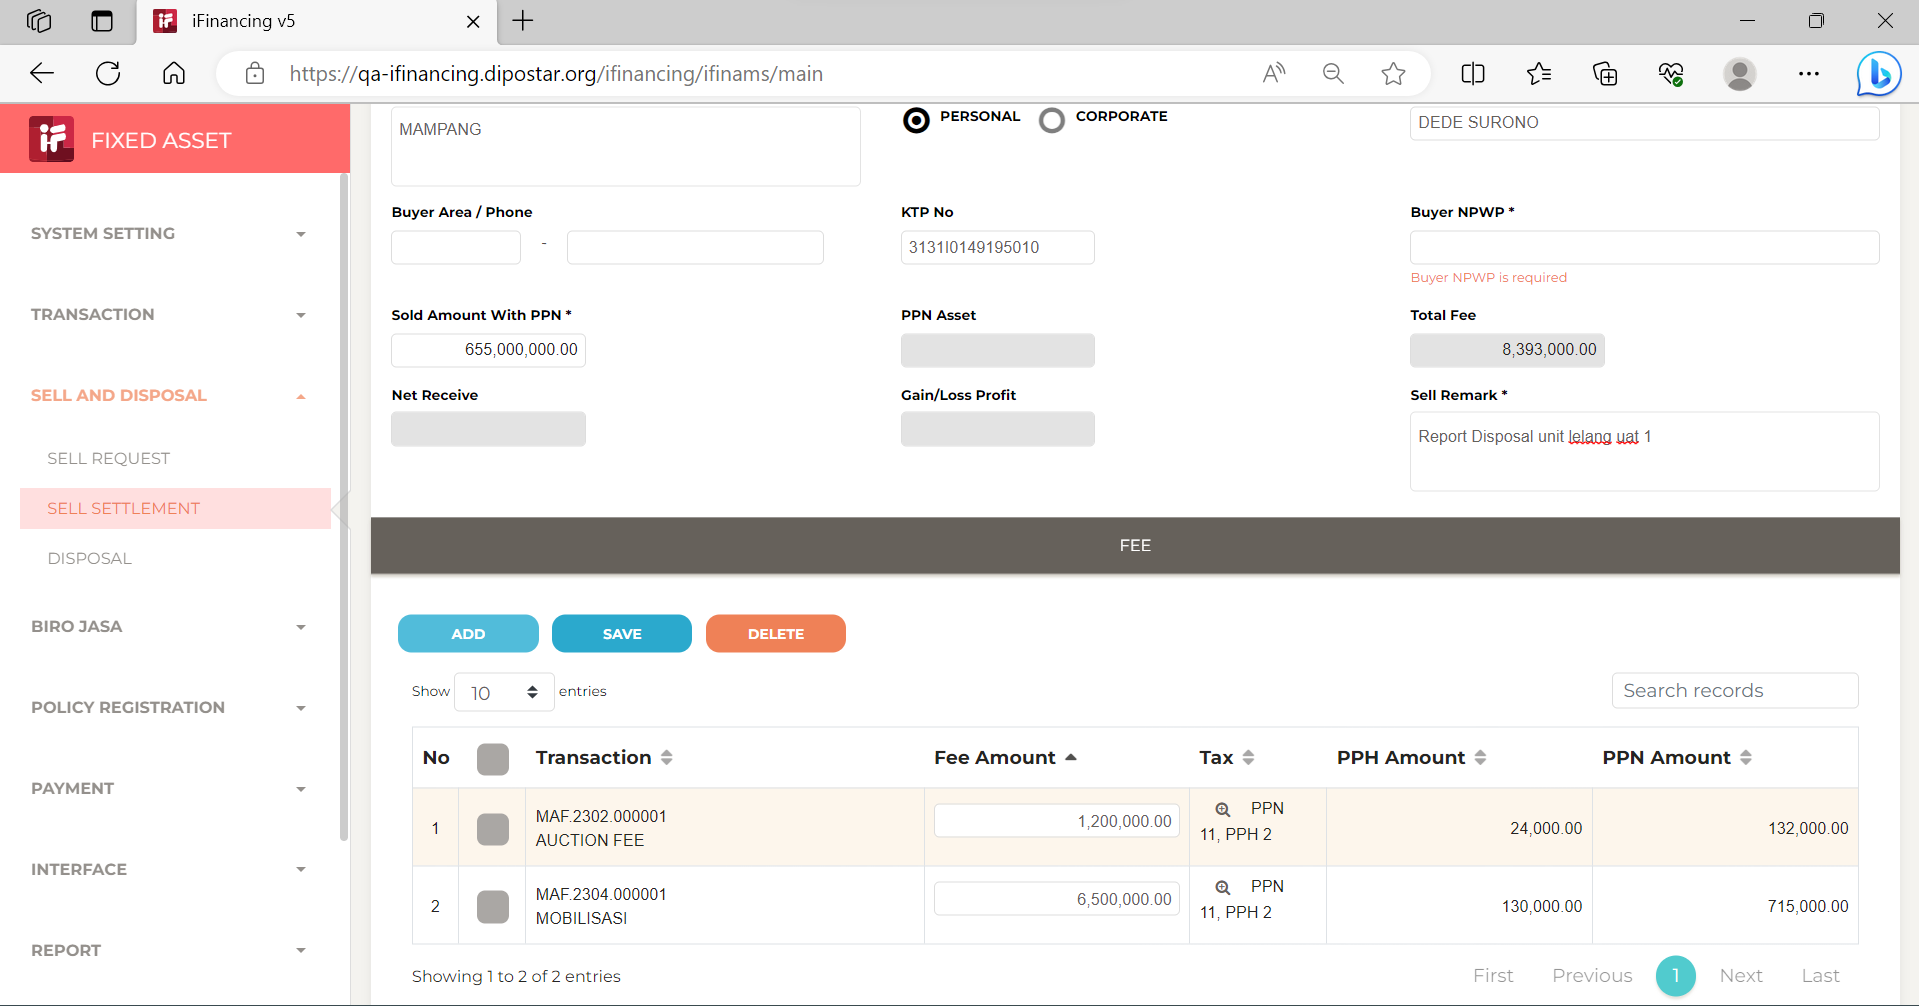 iFinancing v5
https://qa-ifinancing.dipostar.org/ifinancing/ifinams/main
iF FIXED ASSET
SYSTEM SETTING
TRANSACTION
SELL AND DISPOSAL
SELL REQUEST
SELL SETTLEMENT
DISPOSAL
BIRO JASA
POLICY REGISTRATION
PAYMENT
INTERFACE
REPORT
MAMPANG
PERSONAL CORPORATE
DEDE SURONO
Buyer Area / Phone KTP No Buyer NPWP *
- 3131I0149195010
Buyer NPWP is required
Sold Amount With PPN * PPN Asset Total Fee
655,000,000.00 8,393,000.00
Net Receive Gain/Loss Profit Sell Remark *
Report Disposal unit lelang uat 1
FEE
ADD SAVE DELETE
Show 10 entries Search records
No Transaction Fee Amount Tax PPH Amount PPN Amount
1 MAF.2302.000001 AUCTION FEE 1,200,000.00 PPN 11, PPH 2 24,000.00 132,000.00
2 MAF.2304.000001 MOBILISASI 6,500,000.00 PPN 11, PPH 2 130,000.00 715,000.00
Showing 1 to 2 of 2 entries First Previous 1 Next Last